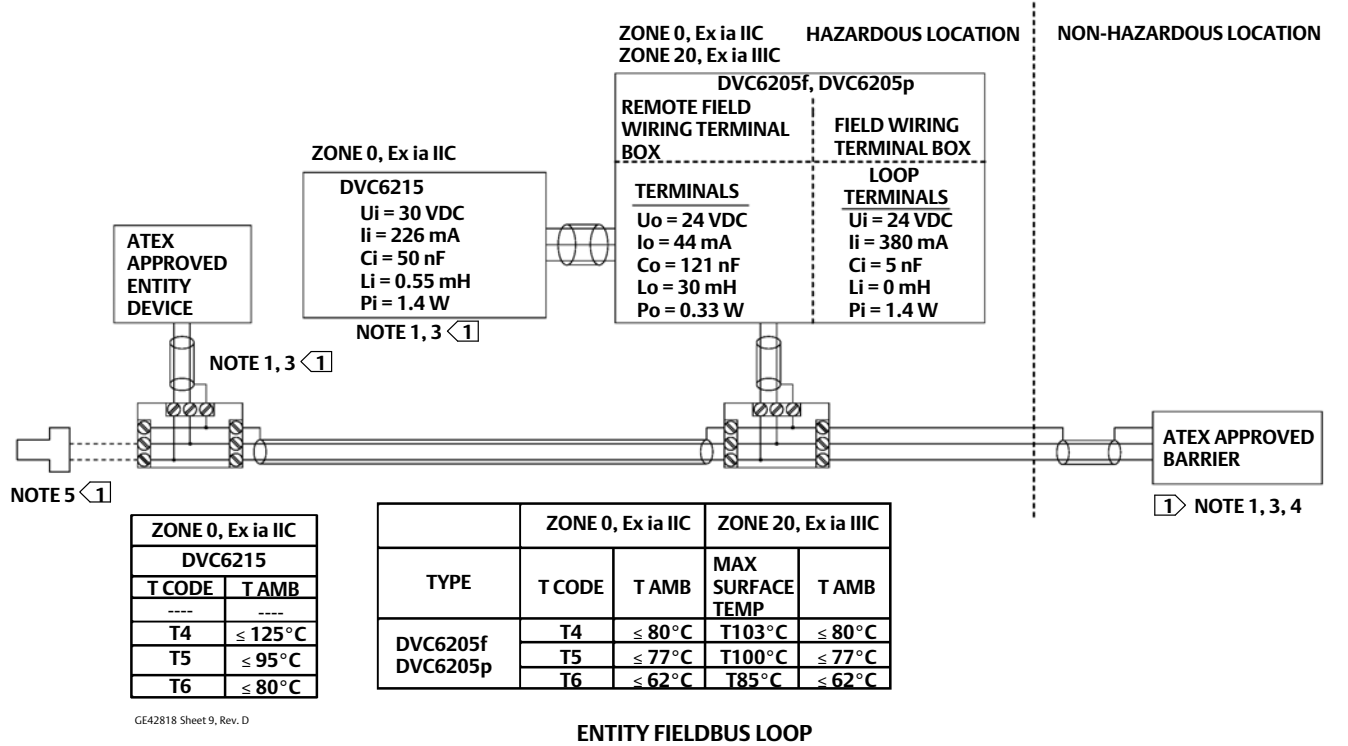 ZONE 0, Ex ia IIC
ZONE 20, Ex ia IIIC
HAZARDOUS LOCATION
NON-HAZARDOUS LOCATION
DVC6205f, DVC6205p
REMOTE FIELD
WIRING TERMINAL
BOX
FIELD WIRING
TERMINAL BOX
TERMINALS
Uo = 24 VDC
Io = 44 mA
Co = 121 nF
Lo = 30 mH
Po = 0.33 W
LOOP
TERMINALS
Ui = 24 VDC
Ii = 380 mA
Ci = 5 nF
Li = 0 mH
Pi = 1.4 W
ZONE 0, Ex ia IIC
DVC6215
Ui = 30 VDC
Ii = 226 mA
Ci = 50 nF
Li = 0.55 mH
Pi = 1.4 W
NOTE 1, 3 1
ATEX
APPROVED
ENTITY
DEVICE
NOTE 1, 3 1
ATEX APPROVED
BARRIER
1 NOTE 1, 3, 4
NOTE 5 1
ZONE 0, Ex ia IIC
DVC6215
T CODE T AMB
---- ----
T4 ≤ 125°C
T5 ≤ 95°C
T6 ≤ 80°C
ZONE 0, Ex ia IIC ZONE 20, Ex ia IIIC
TYPE T CODE T AMB
MAX
SURFACE
TEMP
T AMB
DVC6205f
DVC6205p
T4 ≤ 80°C T103°C ≤ 80°C
T5 ≤ 77°C T100°C ≤ 77°C
T6 ≤ 62°C T85°C ≤ 62°C
GE42818 Sheet 9, Rev. D
ENTITY FIELDBUS LOOP